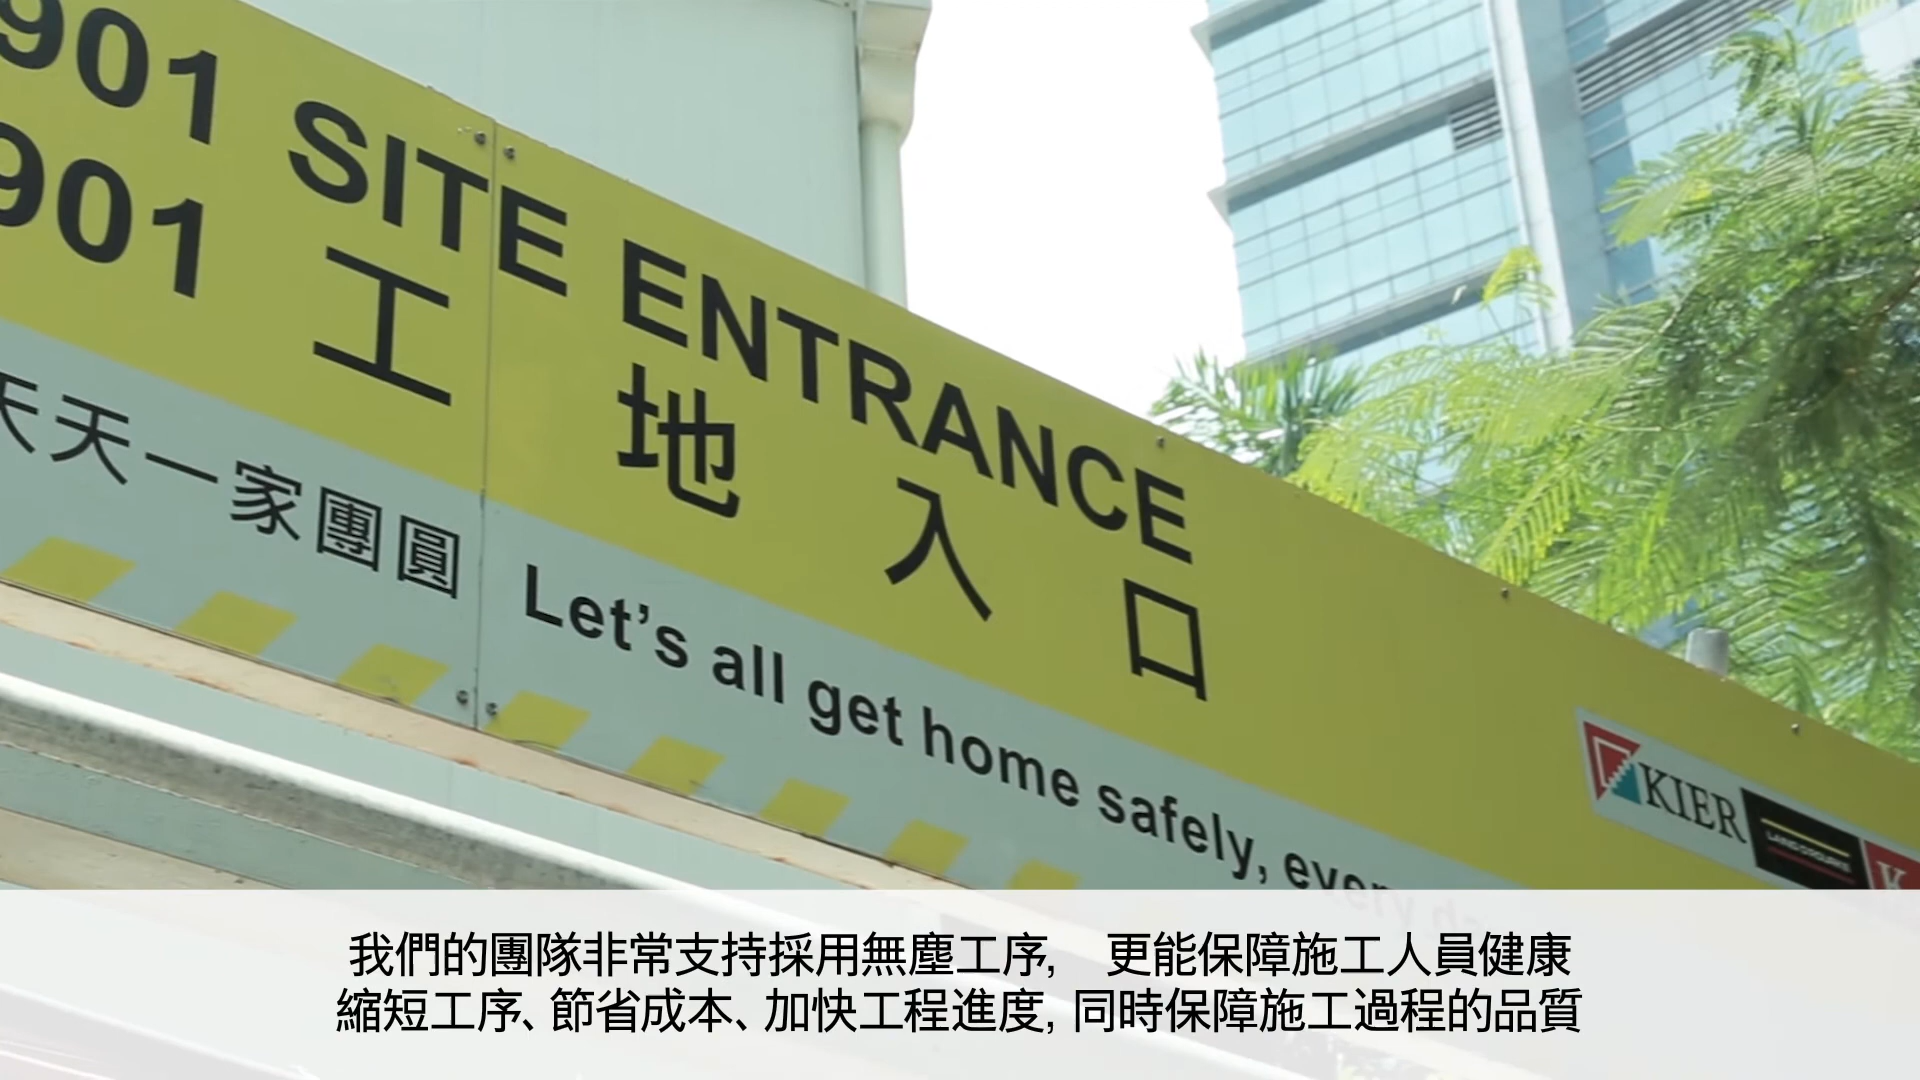 901 SITE ENTRANCE
901 工 地 入 口
天天一家團圓 Let's all get home safely,
KIER
LAING O'ROURKE
K
我們的團隊非常支持採用無塵工序, 更能保障施工人員健康
縮短工序、節省成本、加快工程進度, 同時保障施工過程的品質